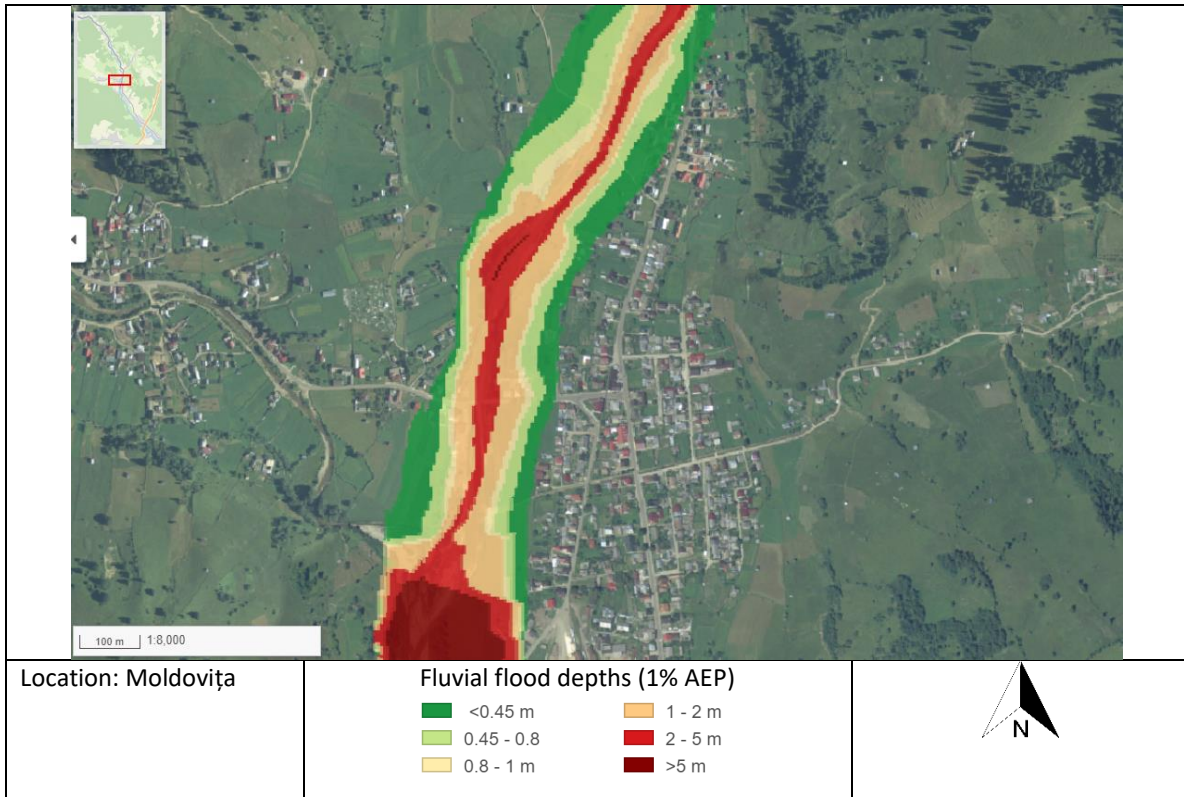 100 m 1:8,000
Location: Moldovița
Fluvial flood depths (1% AEP)
<0.45 m
0.45 - 0.8
0.8 - 1 m
1 - 2 m
2 - 5 m
>5 m
N